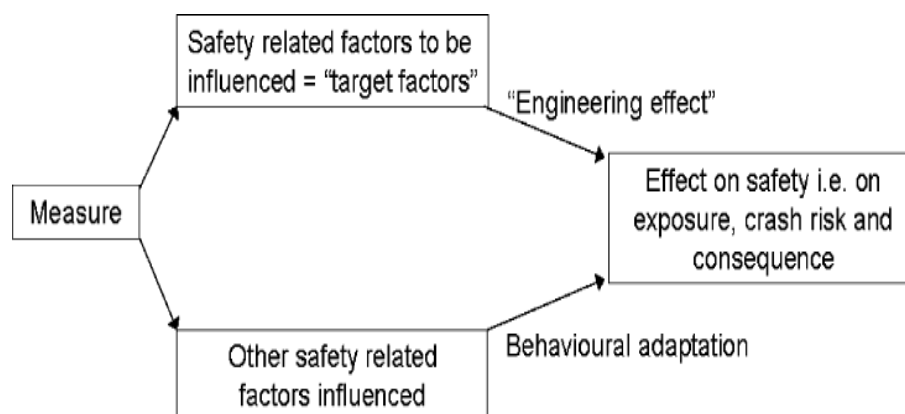 Safety related factors to be
influenced = “target factors”
“Engineering effect”
Measure
Effect on safety i.e. on
exposure, crash risk and
consequence
Other safety related
factors influenced
Behavioural adaptation